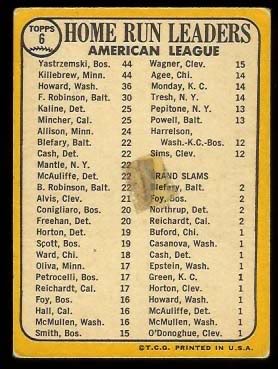 TOPPS
6
HOME RUN LEADERS
AMERICAN LEAGUE
Yastrzemski, Bos. 44
Killebrew, Minn. 44
Howard, Wash. 36
F. Robinson, Balt. 30
Kaline, Det. 25
Mincher, Cal. 25
Allison, Minn. 24
Blefary, Balt. 22
Cash, Det. 22
Mantle, N.Y. 22
McAuliffe, Det. 22
B. Robinson, Balt. 22
Alvis, Clev. 21
Conigliaro, Bos. 20
Freehan, Det. 20
Horton, Det. 19
Scott, Bos. 19
Ward, Chi. 18
Oliva, Minn. 17
Petrocelli, Bos. 17
Reichardt, Cal. 17
Foy, Bos. 16
Hall, Cal. 16
McMullen, Wash. 16
Smith, Bos. 15
Wagner, Clev. 15
Agee, Chi. 14
Monday, K.C. 14
Tresh, N.Y. 14
Pepitone, N.Y. 13
Powell, Balt. 13
Harrelson,
Wash.-K.C.-Bos. 12
Sims, Clev. 12
RAND SLAMS
Blefary, Balt. 2
Foy, Bos. 2
Northrup, Det. 2
Reichardt, Cal. 2
Buford, Chi. 1
Casanova, Wash. 1
Cash, Det. 1
Epstein, Wash. 1
Green, K.C. 1
Horton, Clev. 1
Howard, Wash. 1
McAuliffe, Det. 1
McMullen, Wash. 1
O'Donoghue, Clev. 1
©T.C.G. PRINTED IN U.S.A.